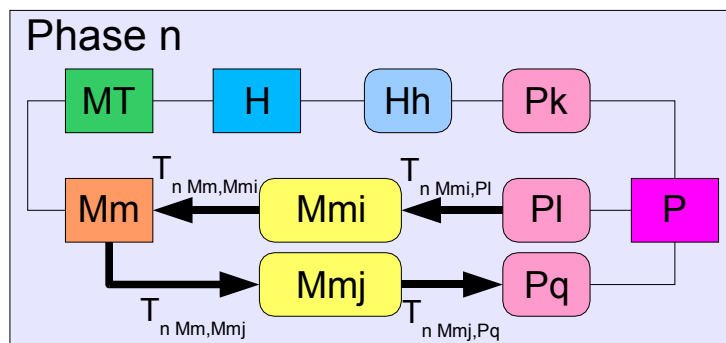 Phase n
MT H Hh Pk
T n Mm,Mmi T n Mmi,Pl
Mm Mmi Pl P
Mmj Pq
T n Mm,Mmj T n Mmj,Pq